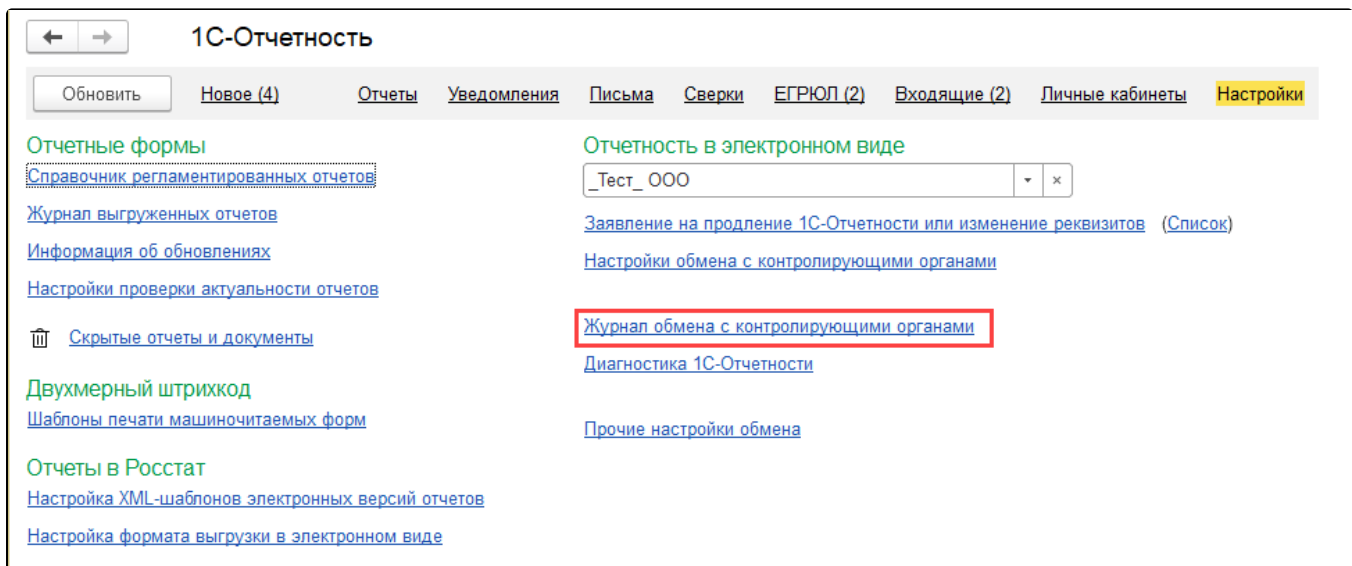 1С-Отчетность
Обновить Новое (4) Отчеты Уведомления Письма Сверки ЕГРЮЛ (2) Входящие (2) Личные кабинеты Настройки
Отчетные формы
Справочник регламентированных отчетов
Журнал выгруженных отчетов
Информация об обновлениях
Настройки проверки актуальности отчетов
Скрытые отчеты и документы
Двухмерный штрихкод
Шаблоны печати машиночитаемых форм
Отчеты в Росстат
Настройка XML-шаблонов электронных версий отчетов
Настройка формата выгрузки в электронном виде
Отчетность в электронном виде
_Тест_ ООО
Заявление на продление 1С-Отчетности или изменение реквизитов (Список)
Настройки обмена с контролирующими органами
Журнал обмена с контролирующими органами
Диагностика 1С-Отчетности
Прочие настройки обмена